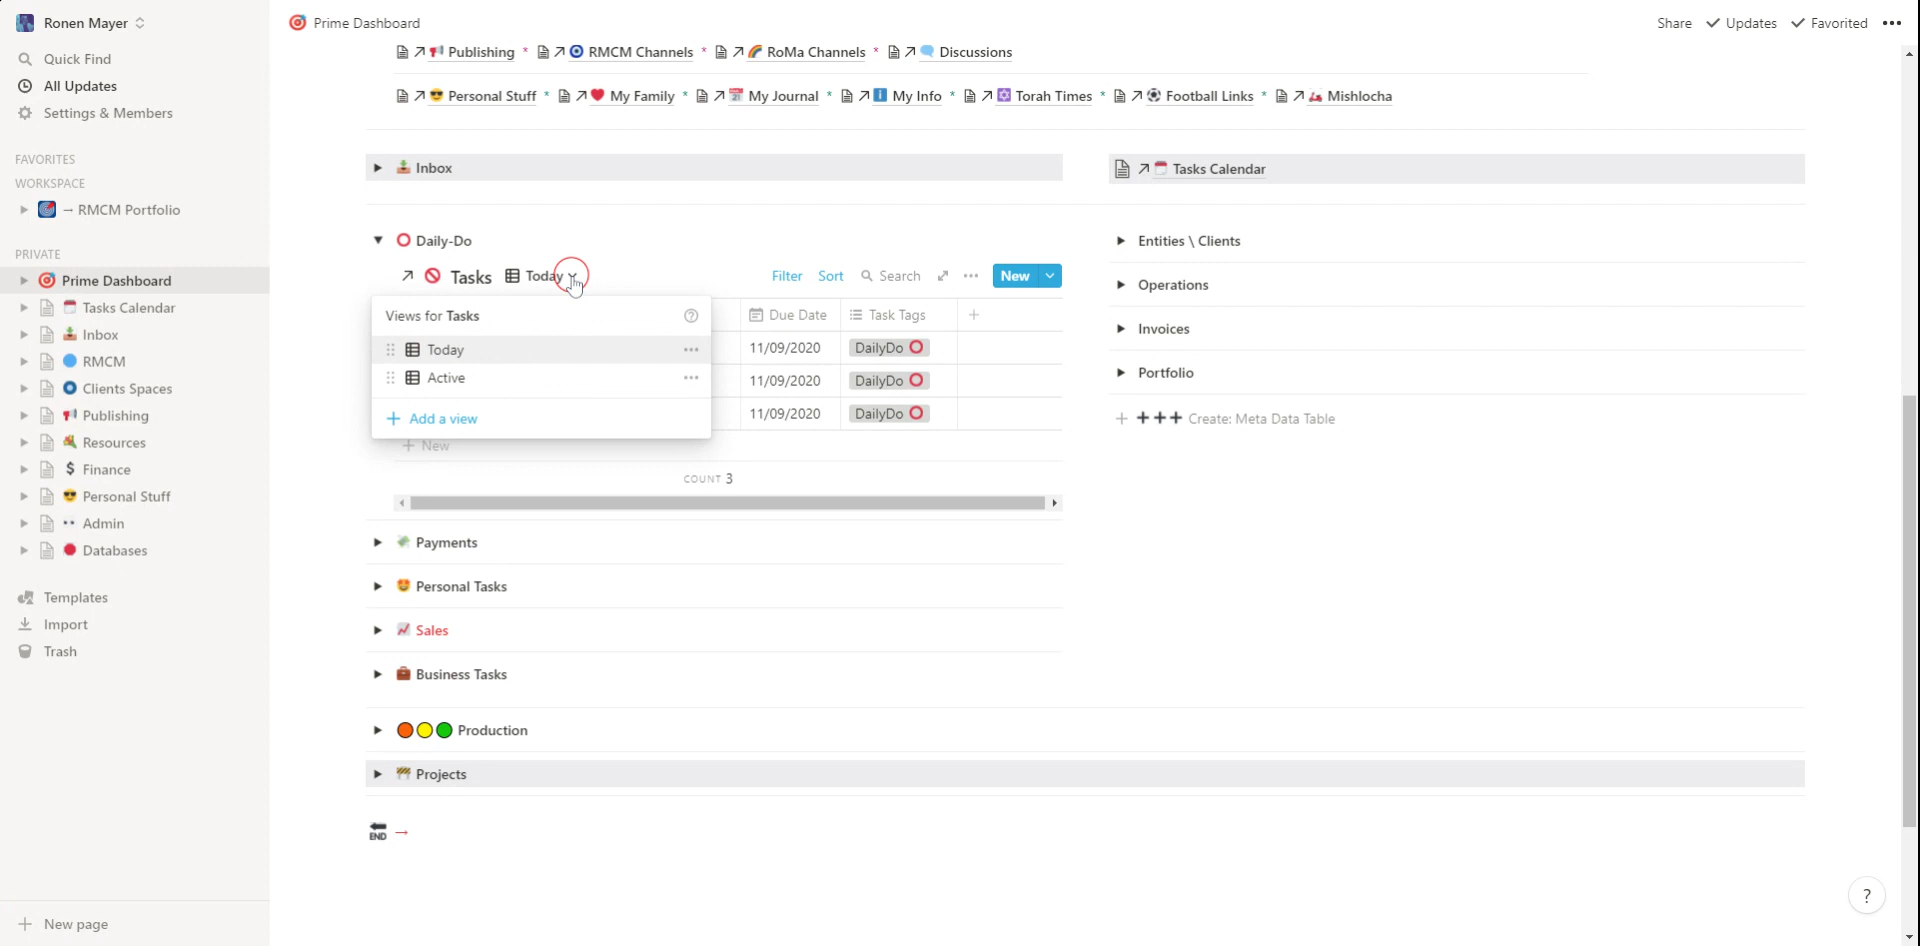 Ronen Mayer
Quick Find
All Updates
Settings & Members
FAVORITES
WORKSPACE
→ RMCM Portfolio
PRIVATE
Prime Dashboard
Tasks Calendar
Inbox
RMCM
Clients Spaces
Publishing
Resources
Finance
Personal Stuff
Admin
Databases
Templates
Import
Trash
New page
Prime Dashboard
Share Updates Favorited
Publishing * RMCM Channels * RoMa Channels * Discussions
Personal Stuff * My Family * My Journal * My Info * Torah Times * Football Links * Mishlocha
Inbox
Tasks Calendar
Daily-Do
Tasks Today
Filter Sort Search New
Views for Tasks
Today
Active
+ Add a view
Due Date Task Tags +
11/09/2020 DailyDo
11/09/2020 DailyDo
11/09/2020 DailyDo
+ New
COUNT 3
Payments
Personal Tasks
Sales
Business Tasks
Production
Projects
END →
Entities \ Clients
Operations
Invoices
Portfolio
+ +++ Create: Meta Data Table
?